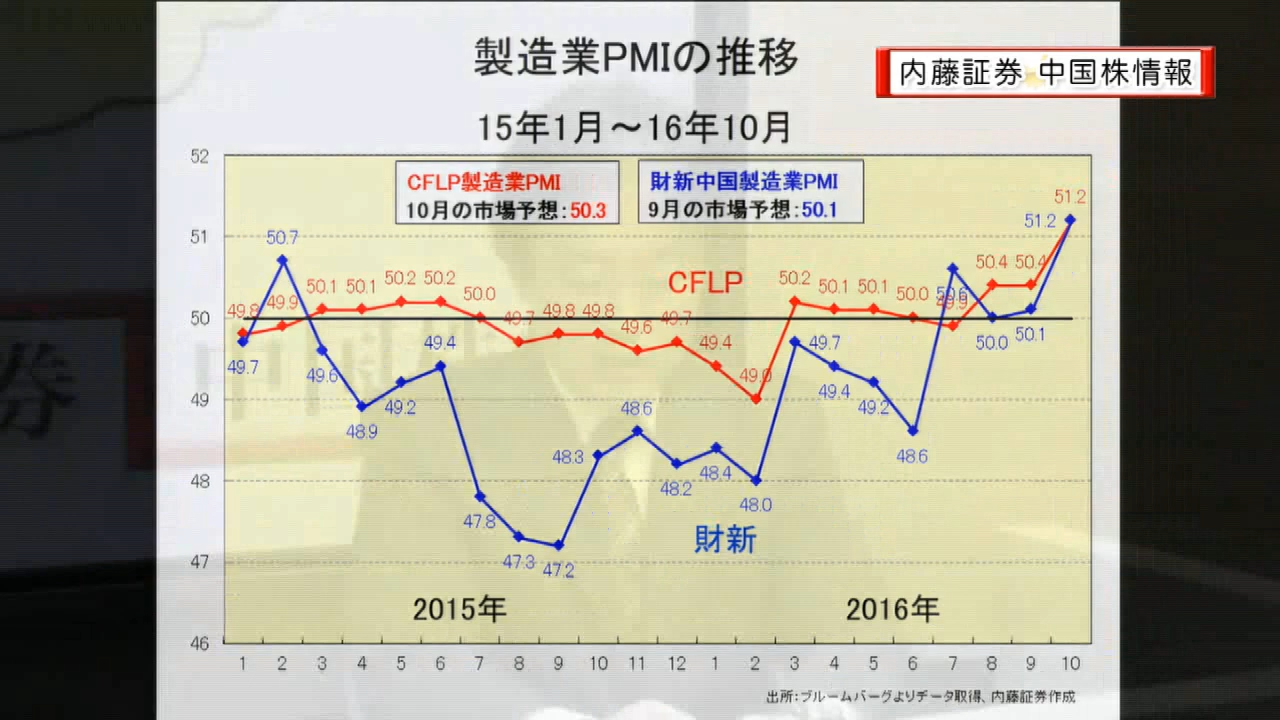 製造業PMIの推移
内藤証券 中国株情報
15年1月～16年10月
CFLP製造業PMI
10月の市場予想：50.3
財新中国製造業PMI
9月の市場予想：50.1
52
51
50
49
48
47
46
CFLP
49.8 49.9 50.1 50.1 50.2 50.2 50.0 49.7 49.8 49.8 49.6 49.7 49.4 49.0 50.2 50.1 50.1 50.0 49.9 50.4 50.4 51.2
財新
49.7 50.7 49.6 48.9 49.2 49.4 47.8 47.3 47.2 48.3 48.6 48.2 48.4 48.0 49.7 49.4 49.2 48.6 50.6 50.0 50.1 51.2
2015年 2016年
1 2 3 4 5 6 7 8 9 10 11 12 1 2 3 4 5 6 7 8 9 10
出所：ブルームバーグよりデータ取得、内藤証券作成
券